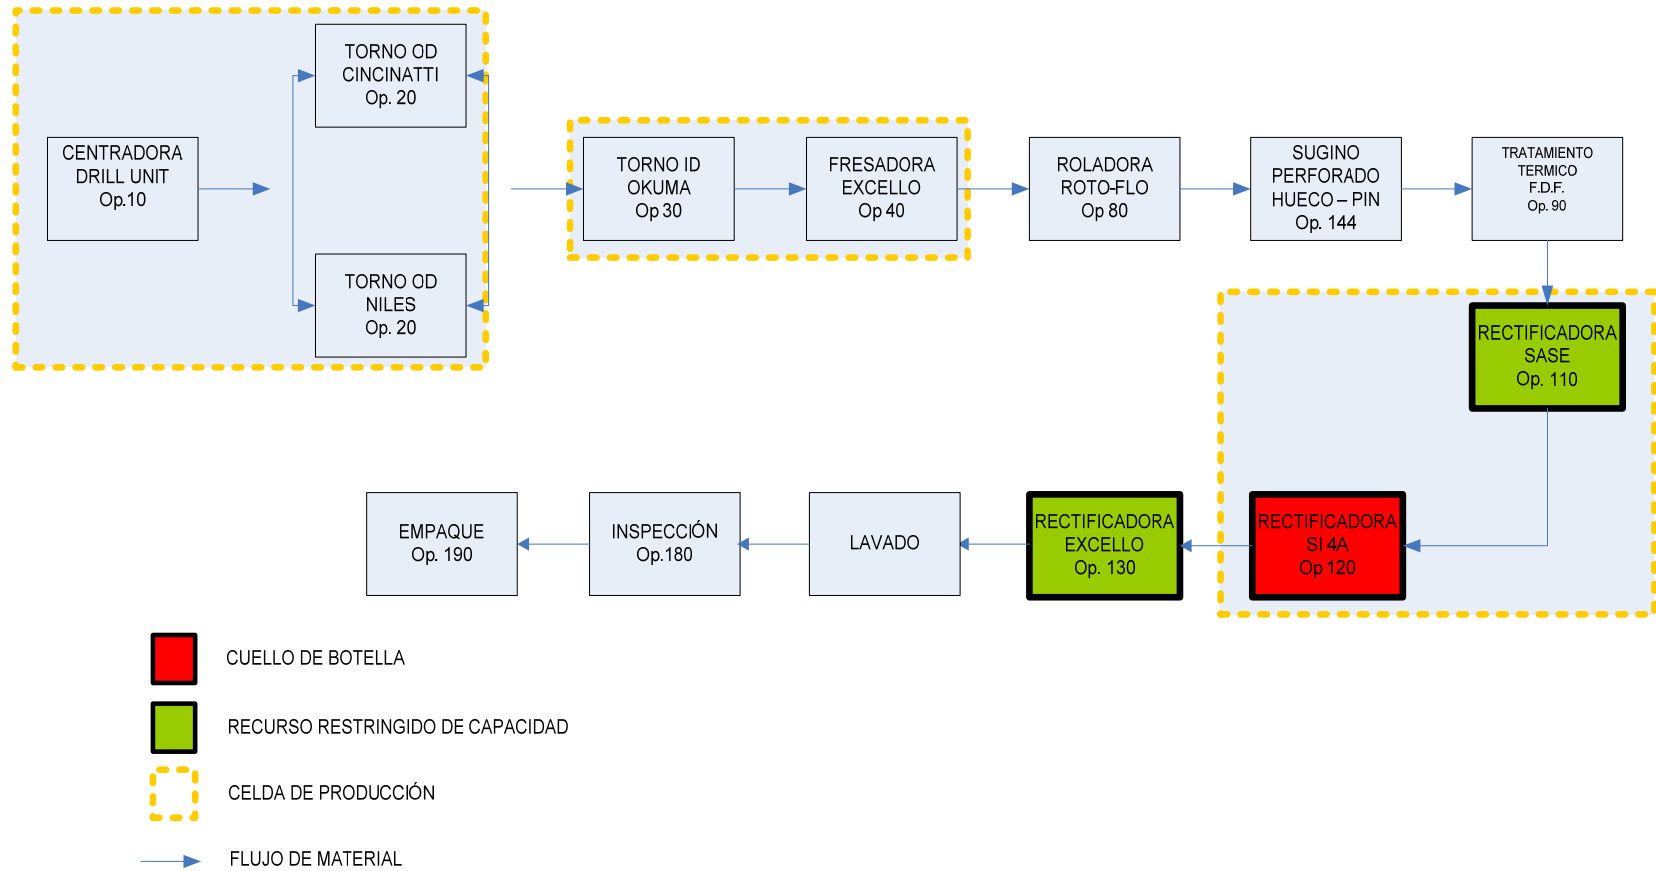 CENTRADORA
DRILL UNIT
Op.10
TORNO OD
CINCINATTI
Op. 20
TORNO OD
NILES
Op. 20
TORNO ID
OKUMA
Op 30
FRESADORA
EXCELLO
Op 40
ROLADORA
ROTO-FLO
Op 80
SUGINO
PERFORADO
HUECO – PIN
Op. 144
TRATAMIENTO
TERMICO
F.D.F.
Op. 90
RECTIFICADORA
SASE
Op. 110
RECTIFICADORA
SI 4A
Op 120
RECTIFICADORA
EXCELLO
Op. 130
LAVADO
INSPECCIÓN
Op.180
EMPAQUE
Op. 190
CUELLO DE BOTELLA
RECURSO RESTRINGIDO DE CAPACIDAD
CELDA DE PRODUCCIÓN
FLUJO DE MATERIAL